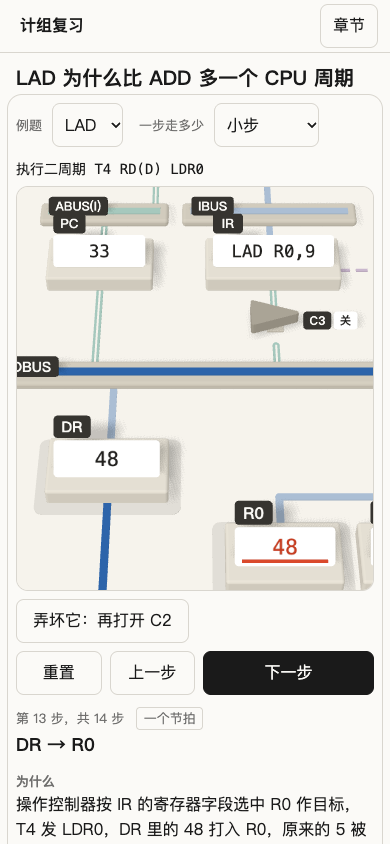 计组复习
章节
LAD 为什么比 ADD 多一个 CPU 周期
例题 LAD 一步走多少 小步
执行二周期 T4 RD(D) LDR0
ABUS(I) IBUS
PC IR
33 LAD R0,9
C3 关
DBUS
DR
48
R0
48
弄坏它：再打开 C2
重置 上一步 下一步
第 13 步，共 14 步 一个节拍
DR → R0
为什么
操作控制器按 IR 的寄存器字段选中 R0 作目标，
T4 发 LDR0，DR 里的 48 打入 R0，原来的 5 被